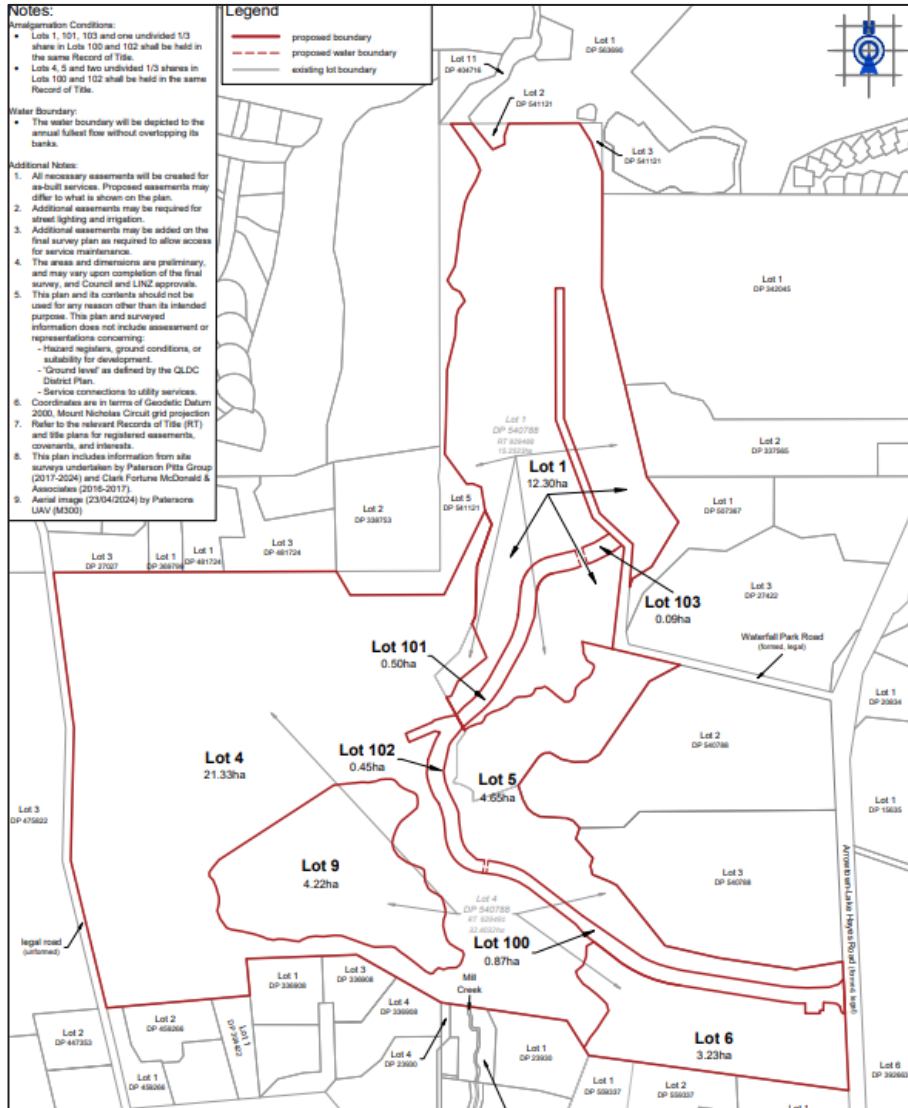 Notes:
Amalgamation Conditions:
• Lots 1, 101, 103 and one undivided 1/3
share in Lots 100 and 102 shall be held in
the same Record of Title.
• Lots 4, 5 and two undivided 1/3 shares in
Lots 100 and 102 shall be held in the same
Record of Title.
Water Boundary:
• The water boundary will be depicted to the
annual fullest flow without overtopping its
banks.
Additional Notes:
1. All necessary easements will be created for
as-built services. Proposed easements may
differ to what is shown on the plan.
2. Additional easements may be required for
street lighting and irrigation.
3. Additional easements may be added on the
final survey plan as required to allow access
for service maintenance.
4. The areas and dimensions are preliminary,
and may vary upon completion of the final
survey, and Council and LINZ approvals.
5. This plan and its contents should not be
used for any reason other than its intended
purpose. This plan and surveyed
information does not include assessment or
representations concerning:
- Hazard registers, ground conditions, or
suitability for development.
- 'Ground level' as defined by the QLDC
District Plan.
- Service connections to utility services.
6. Coordinates are in terms of Geodetic Datum
2000, Mount Nicholas Circuit grid projection
7. Refer to the relevant Records of Title (RT)
and title plans for registered easements,
covenants, and interests.
8. This plan includes information from site
surveys undertaken by Paterson Pitts Group
(2017-2024) and Clark Fortune McDonald &
Associates (2016-2017).
9. Aerial image (23/04/2024) by Patersons
UAV (M300)
Legend
proposed boundary
proposed water boundary
existing lot boundary
Lot 11
DP 404716
Lot 1
DP 563690
Lot 2
DP 541121
Lot 3
DP 541121
Lot 1
DP 342045
Lot 1
DP 540788
RT 929488
Lot 1
12.30ha
Lot 2
DP 337565
Lot 5
DP 541121
Lot 2
DP 338753
Lot 1
DP 507367
Lot 3
DP 27027
Lot 1
Lot 1
DP 481724
Lot 3
DP 481724
Lot 3
DP 27422
Lot 103
0.09ha
Waterfall Park Road
(formed, legal)
Lot 101
0.50ha
Lot 1
DP 20834
Lot 4
21.33ha
Lot 102
0.45ha
Lot 2
DP 540788
Lot 5
4.65ha
Lot 3
DP 475822
Lot 1
DP 15635
Lot 9
4.22ha
Lot 3
DP 540788
Arrowtown-Lake Hayes Road (formed, legal)
Lot 4
DP 540788
legal road
(unformed)
Lot 100
0.87ha
Lot 1
DP 336908
Lot 3
DP 336908
Mill
Creek
Lot 4
DP 336908
Lot 2
DP 447353
Lot 2
DP 458266
Lot 1
Lot 6
3.23ha
Lot 4
DP 23930
Lot 1
DP 23930
Lot 1
DP 458266
Lot 1
DP 559337
Lot 2
DP 559337
Lot 6
DP 392663
Lot 1